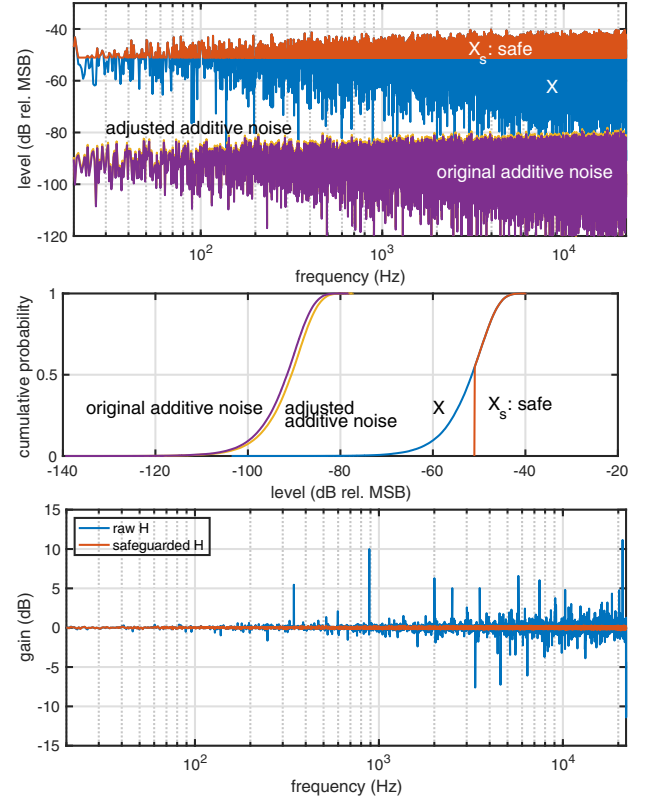 -40
-60
-80
-100
-120
level (dB rel. MSB)
X_s: safe
X
adjusted additive noise
original additive noise
10^2
10^3
10^4
frequency (Hz)
1
0.5
0
cumulative probability
original additive noise
adjusted
additive noise
X
X_s: safe
-140
-120
-100
-80
-60
-40
-20
level (dB rel. MSB)
15
10
5
0
-5
-10
-15
gain (dB)
raw H
safeguarded H
10^2
10^3
10^4
frequency (Hz)